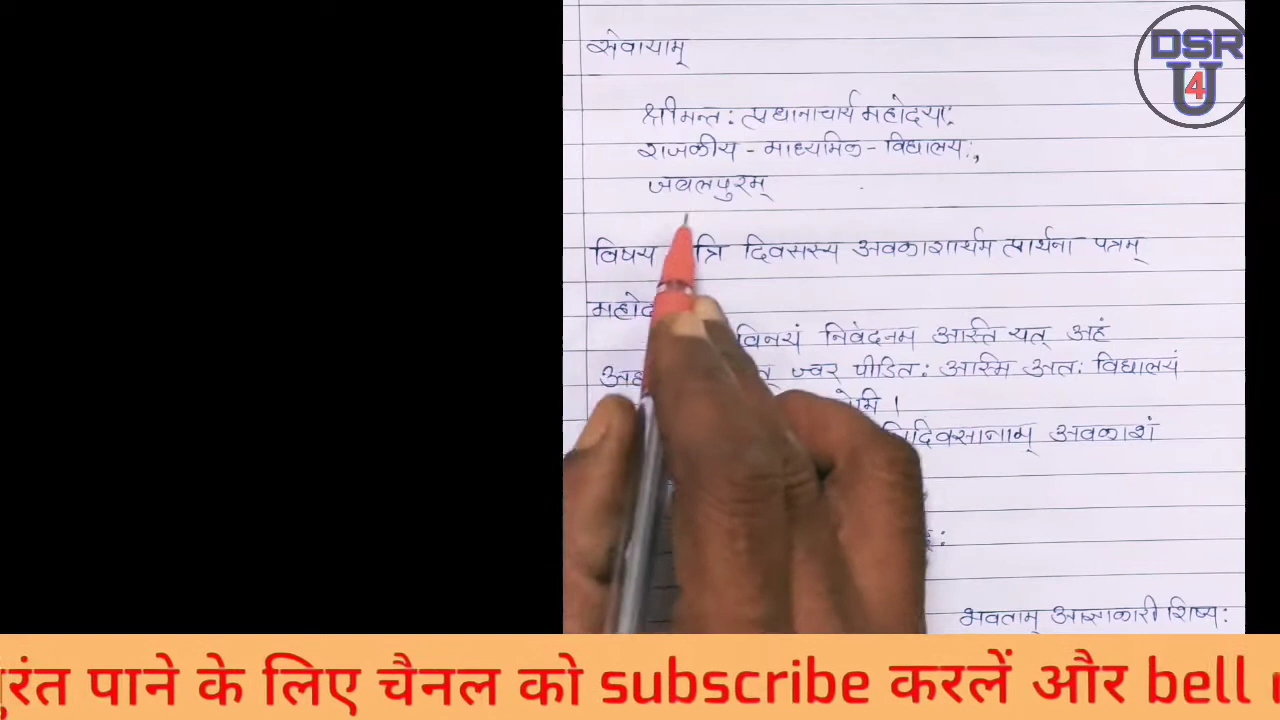 सेवायाम्
श्रीमन्त: प्रधानाचार्य महोदया:
राजकीय - माध्यमिक - विद्यालय:,
जवलपुरम्
विषय त्रि दिवसस्य अवकाशार्थम प्रार्थना पत्रम्
विनयं निवेदनम अस्ति यत् अहं
ज्वर पीडित: अस्मि अत: विद्यालयं
दिवसानाम् अवकाशं
भवताम् आज्ञाकारी शिष्य:
DSR
U
4
पाने के लिए चैनल को subscribe करलें और bell